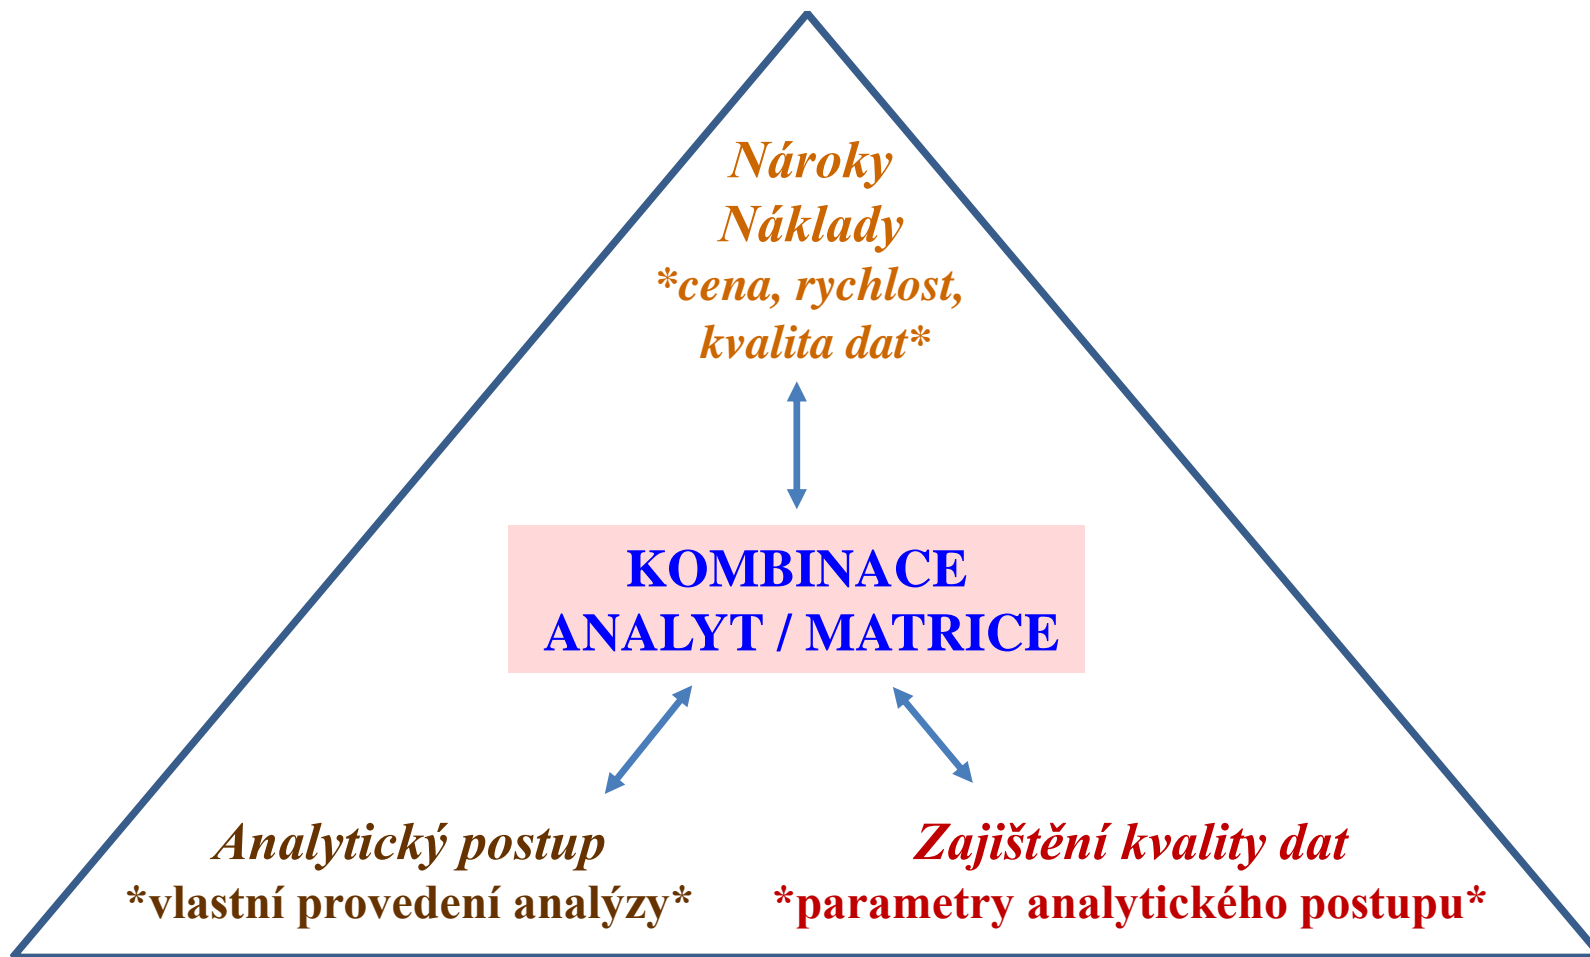 Nároky
Náklady
*cena, rychlost,
kvalita dat*
KOMBINACE
ANALYT / MATRICE
Analytický postup
*vlastní provedení analýzy*
Zajištění kvality dat
*parametry analytického postupu*